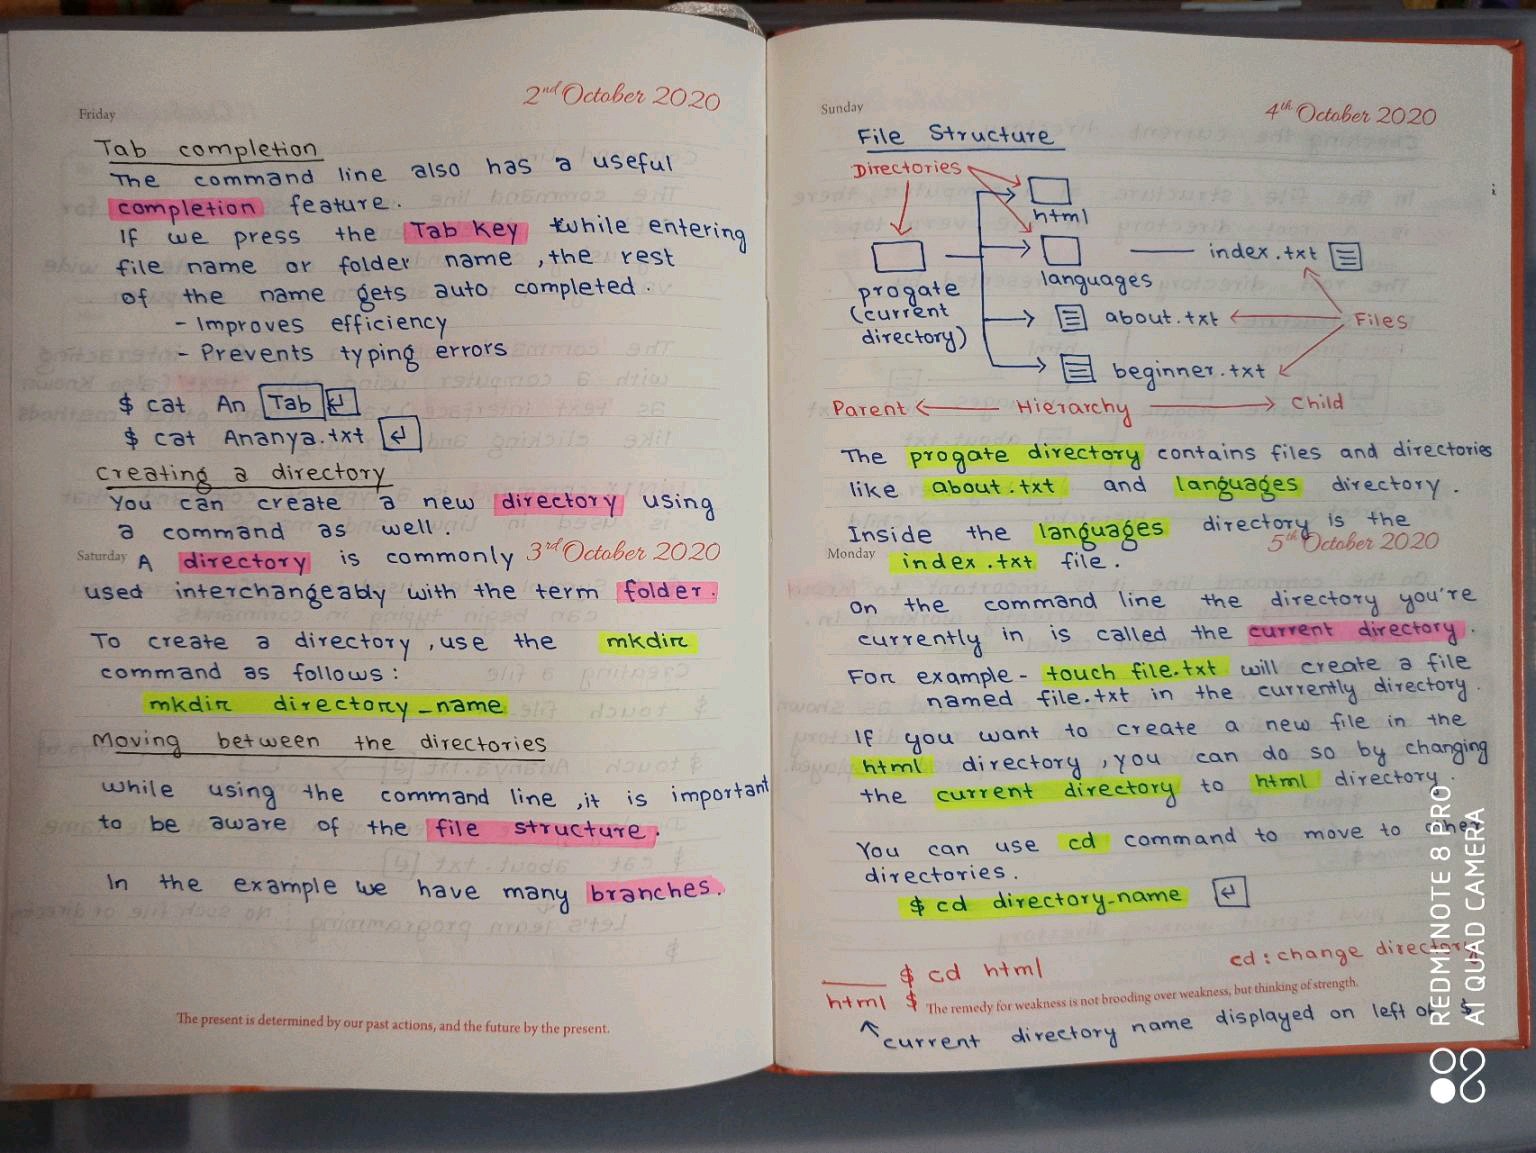 Friday
2nd October 2020
Tab completion
The command line also has a useful
completion feature.
If we press the Tab Key while entering
file name or folder name ,the rest
of the name gets auto completed.
- Improves efficiency
- Prevents typing errors
$ cat An Tab ↵
$ cat Ananya.txt ↵
Creating a directory
You can create a new directory using
a command as well.
Saturday
3rd October 2020
A directory is commonly
used interchangeably with the term folder.
To create a directory ,use the mkdir
command as follows:
mkdir directory_name
Moving between the directories
While using the command line ,it is important
to be aware of the file structure.
In the example we have many branches.
The present is determined by our past actions, and the future by the present.
Sunday
4th October 2020
File Structure
Directories
html
languages
index.txt
progate
(current
directory)
about.txt
Files
beginner.txt
Parent ← Hierarchy → Child
The progate directory contains files and directories
like about.txt and languages directory.
Inside the languages directory is the
5th October 2020
Monday
index.txt file.
On the command line the directory you're
currently in is called the current directory.
For example - touch file.txt will create a file
named file.txt in the currently directory.
If you want to create a new file in the
html directory ,you can do so by changing
the current directory to html directory.
You can use cd command to move to other
directories.
$ cd directory-name ↵
$ cd html
cd : change directory
html $
The remedy for weakness is not brooding over weakness, but thinking of strength.
current directory name displayed on left of $
REDMI NOTE 8 PRO
AI QUAD CAMERA